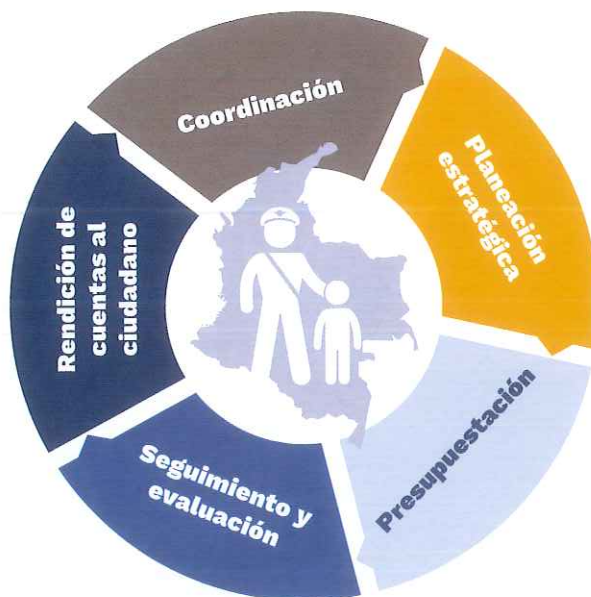 Coordinación
Planeación
estratégica
Presupuestación
Seguimiento y
evaluación
Rendición de
cuentas al
ciudadano